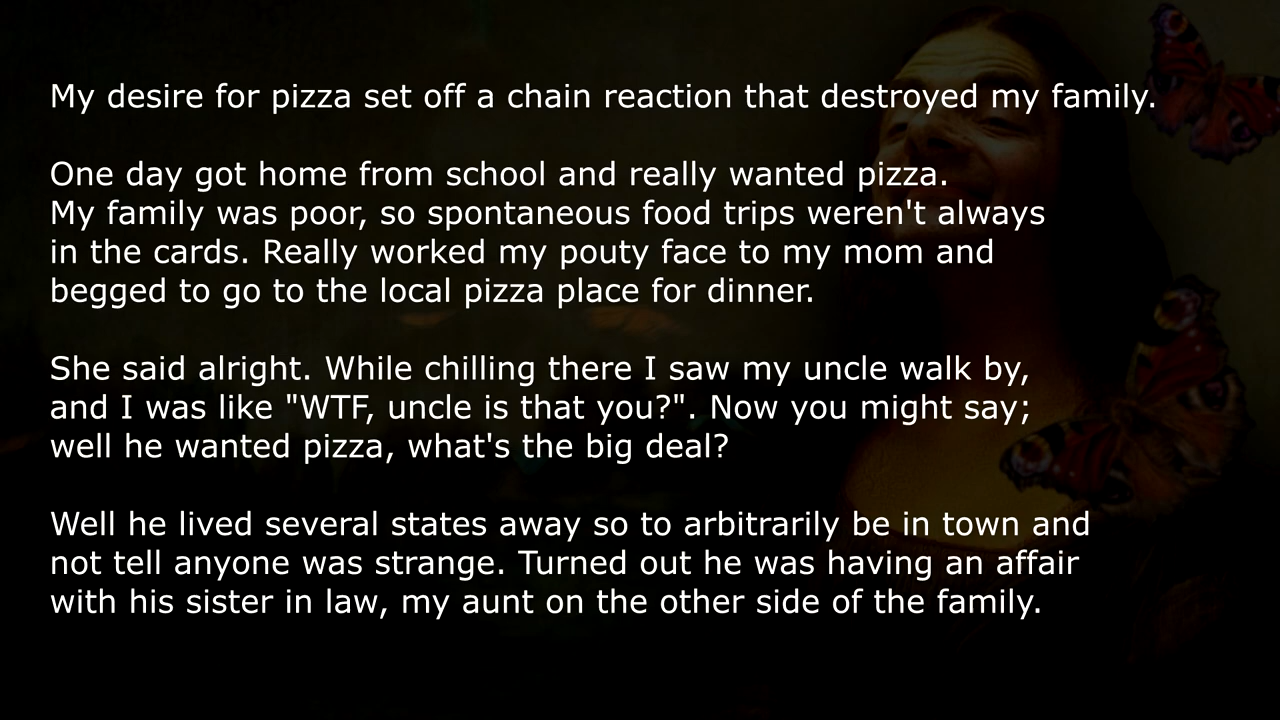 My desire for pizza set off a chain reaction that destroyed my family.
One day got home from school and really wanted pizza.
My family was poor, so spontaneous food trips weren't always
in the cards. Really worked my pouty face to my mom and
begged to go to the local pizza place for dinner.
She said alright. While chilling there I saw my uncle walk by,
and I was like "WTF, uncle is that you?". Now you might say;
well he wanted pizza, what's the big deal?
Well he lived several states away so to arbitrarily be in town and
not tell anyone was strange. Turned out he was having an affair
with his sister in law, my aunt on the other side of the family.